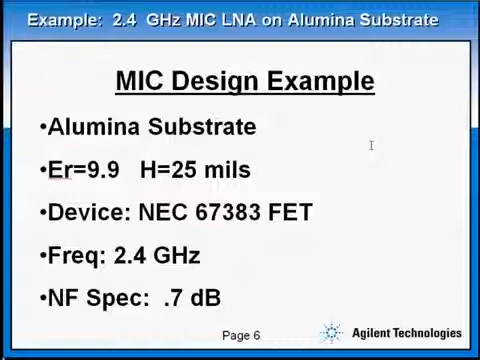 Example:  2.4  GHz MIC LNA on Alumina Substrate
MIC Design Example
•Alumina Substrate
•Er=9.9   H=25 mils
•Device: NEC 67383 FET
•Freq: 2.4 GHz
•NF Spec:  .7 dB
Page 6
Agilent Technologies